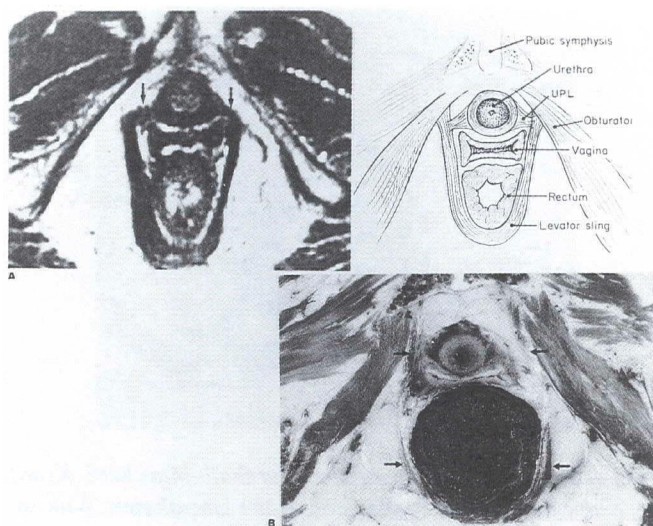 Pubic symphysis
Urethra
UPL
Obturator
Vagina
Rectum
Levator sling
A
B